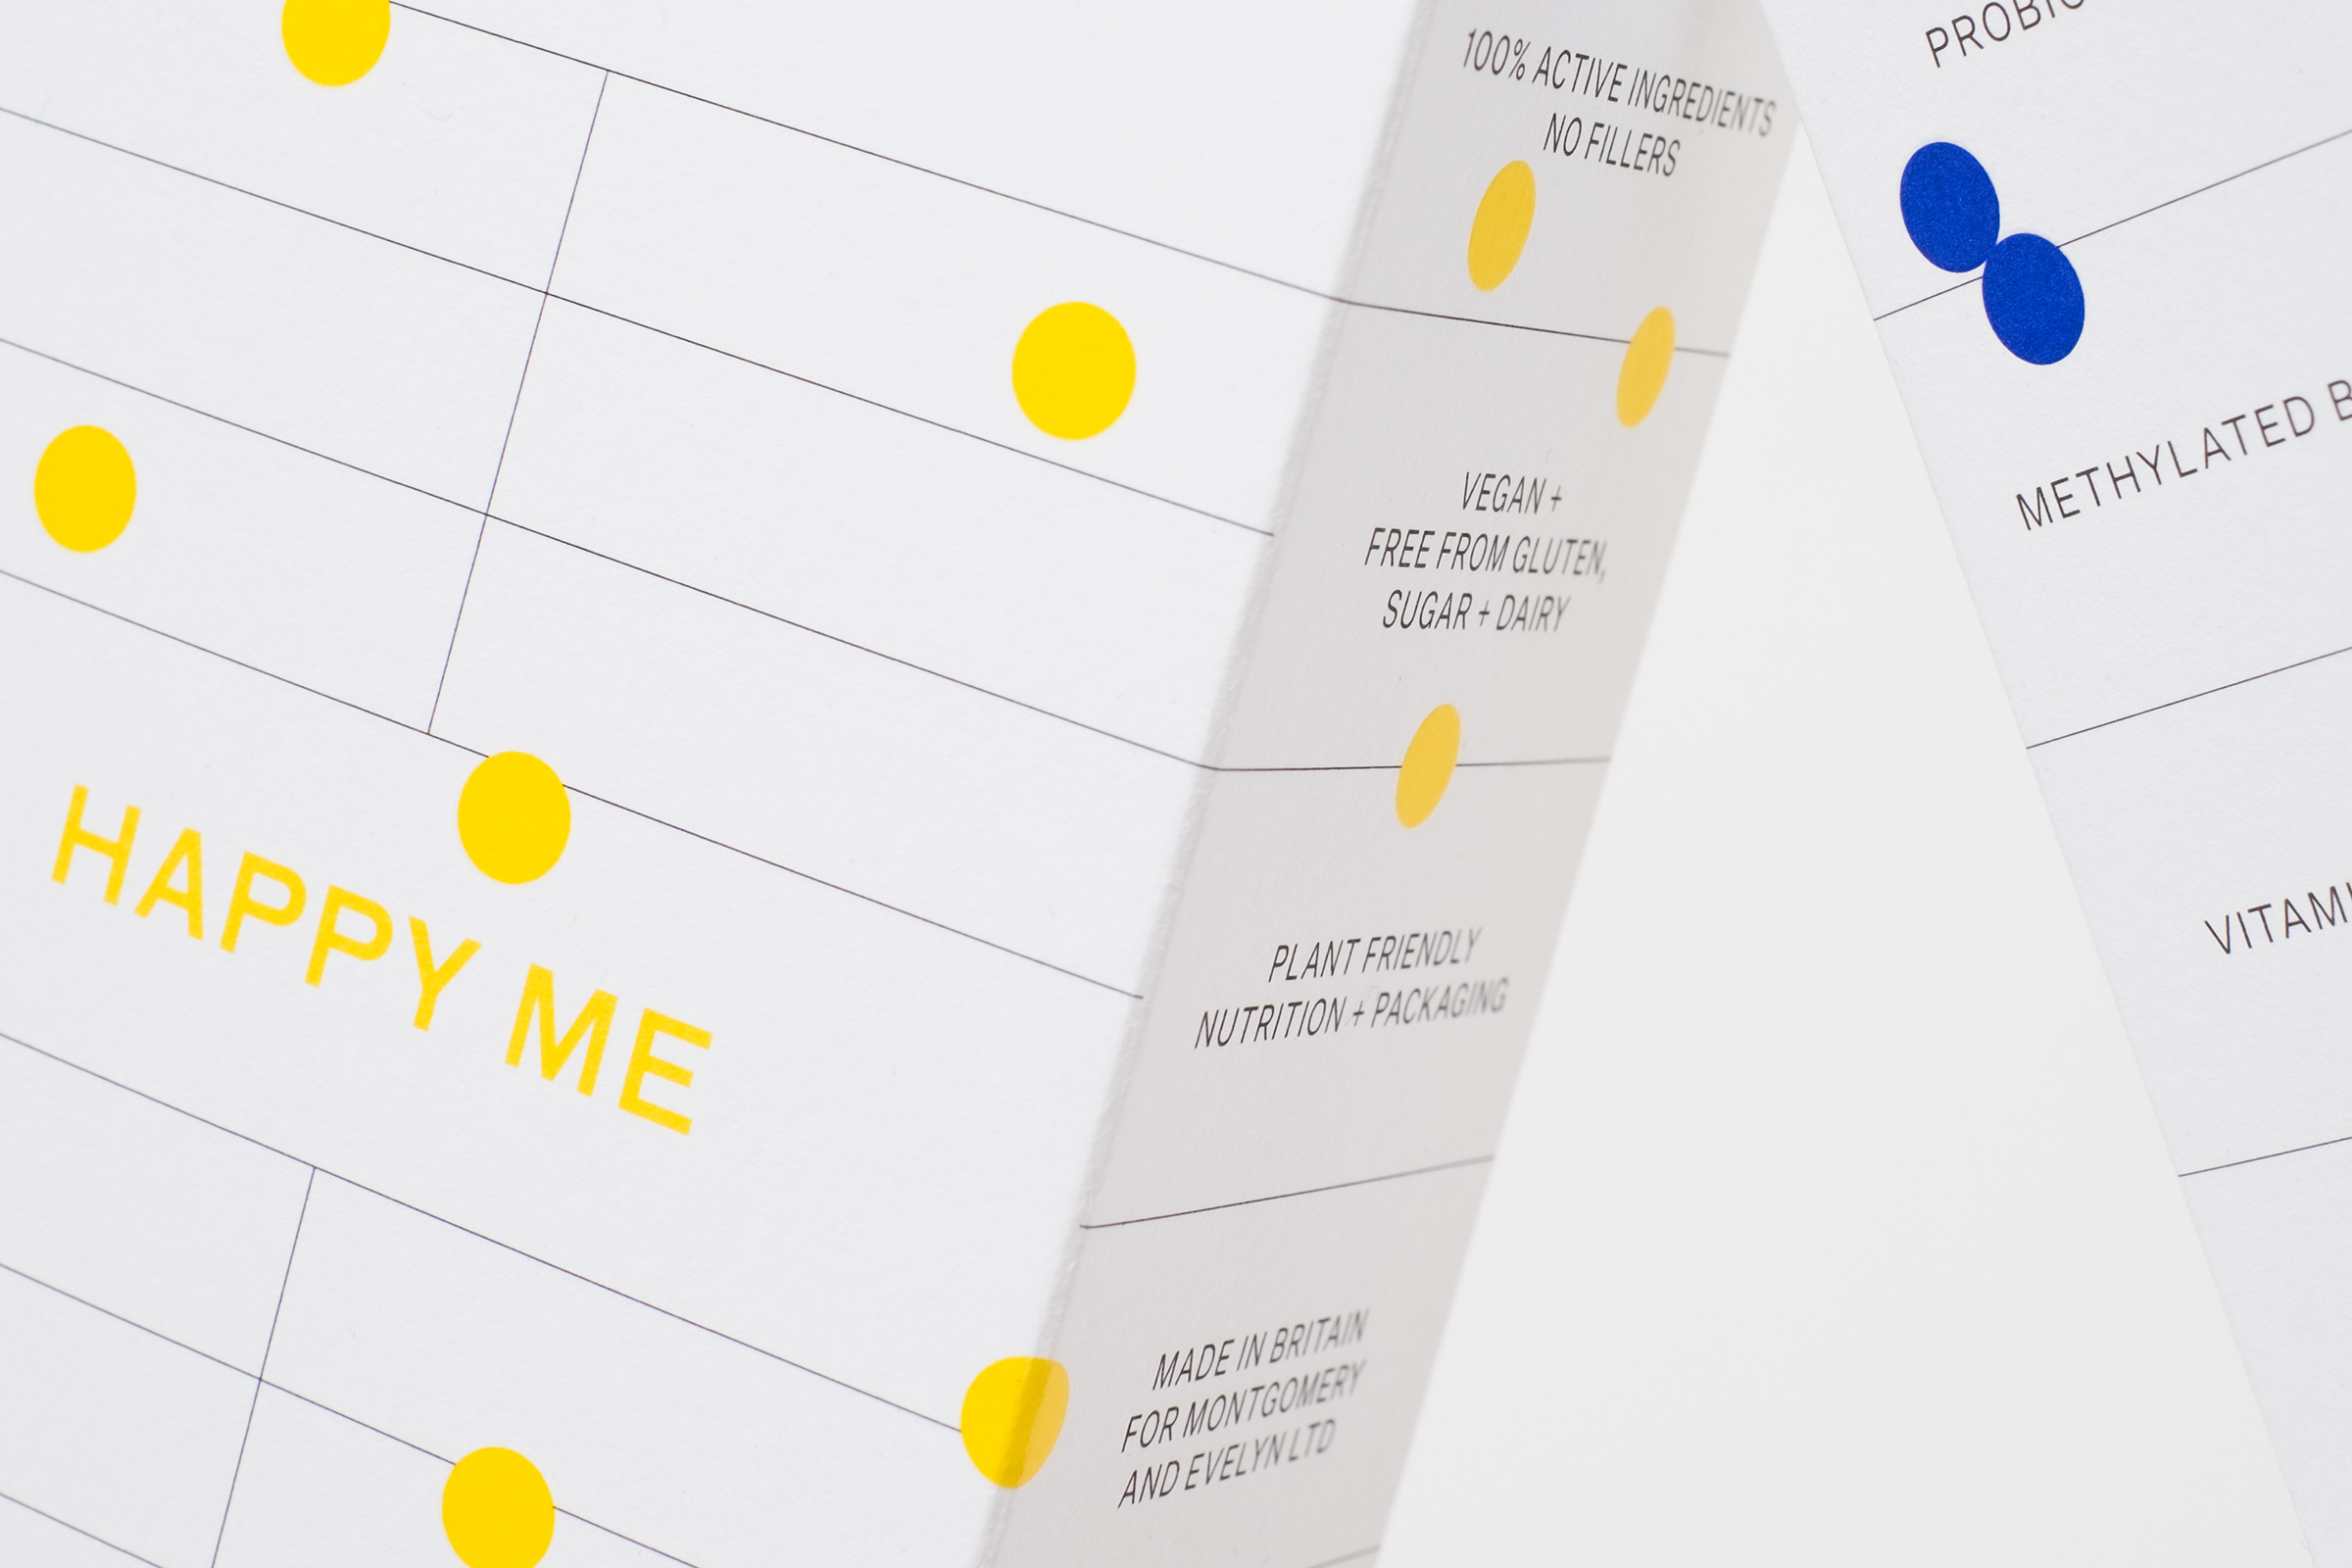 HAPPY ME
100% ACTIVE INGREDIENTS
NO FILLERS
VEGAN +
FREE FROM GLUTEN,
SUGAR + DAIRY
PLANT FRIENDLY
NUTRITION + PACKAGING
MADE IN BRITAIN
FOR MONTGOMERY
AND EVELYN LTD
METHYLATED